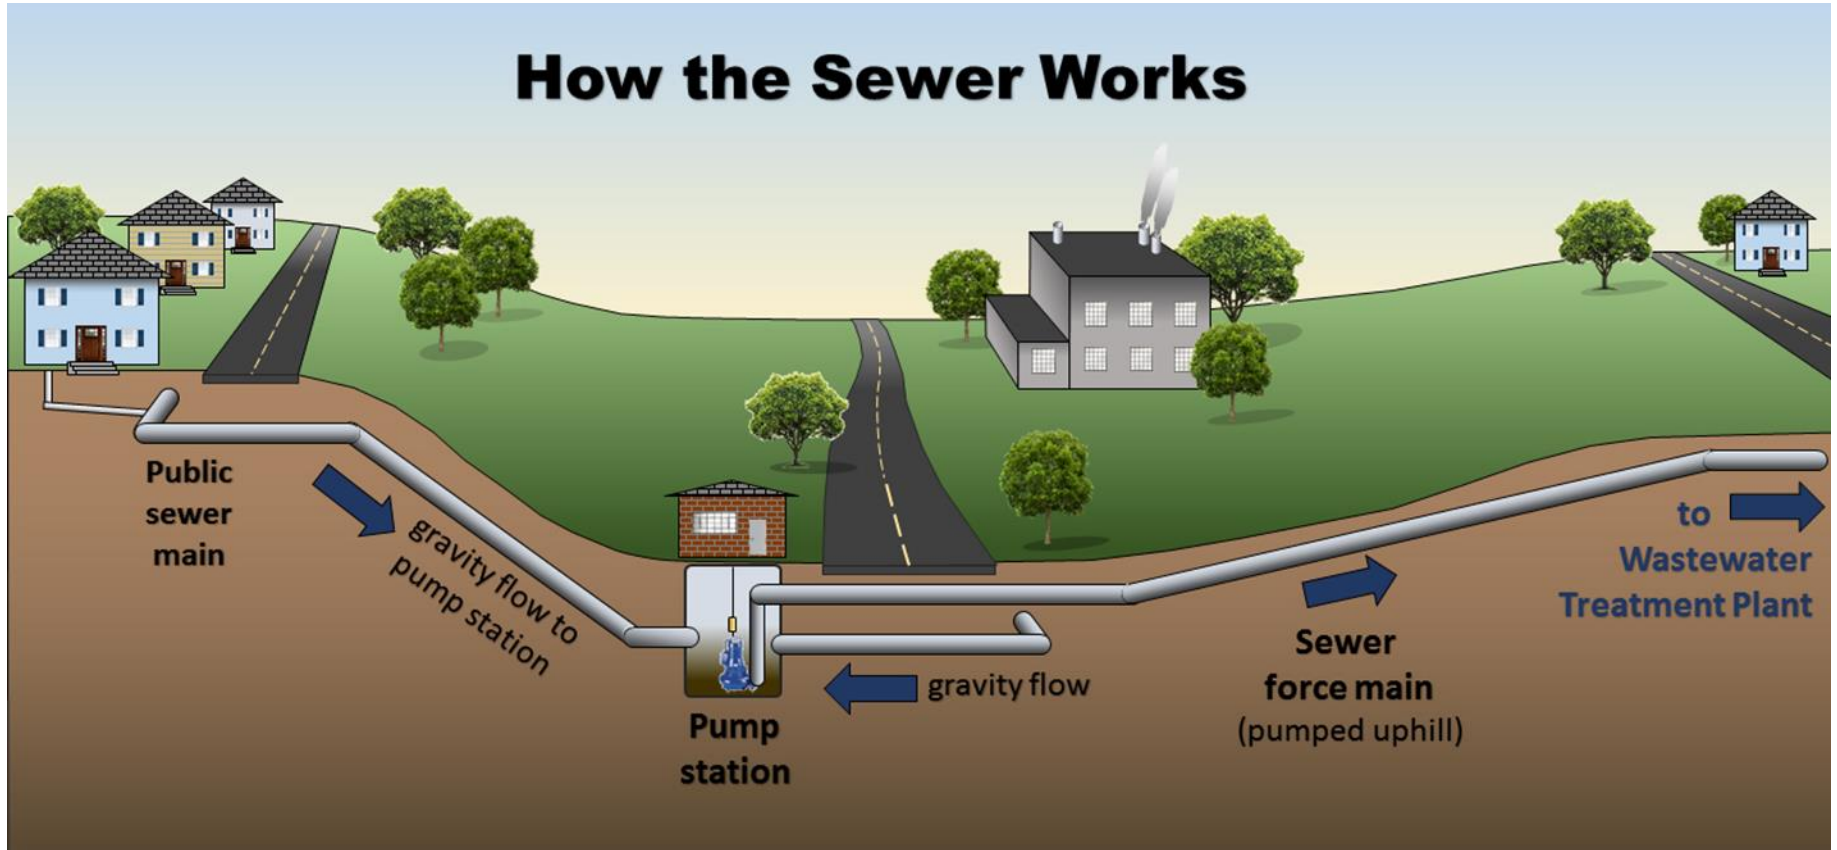 How the Sewer Works
Public
sewer
main
gravity flow to
pump station
Pump
station
gravity flow
Sewer
force main
(pumped uphill)
to
Wastewater
Treatment Plant